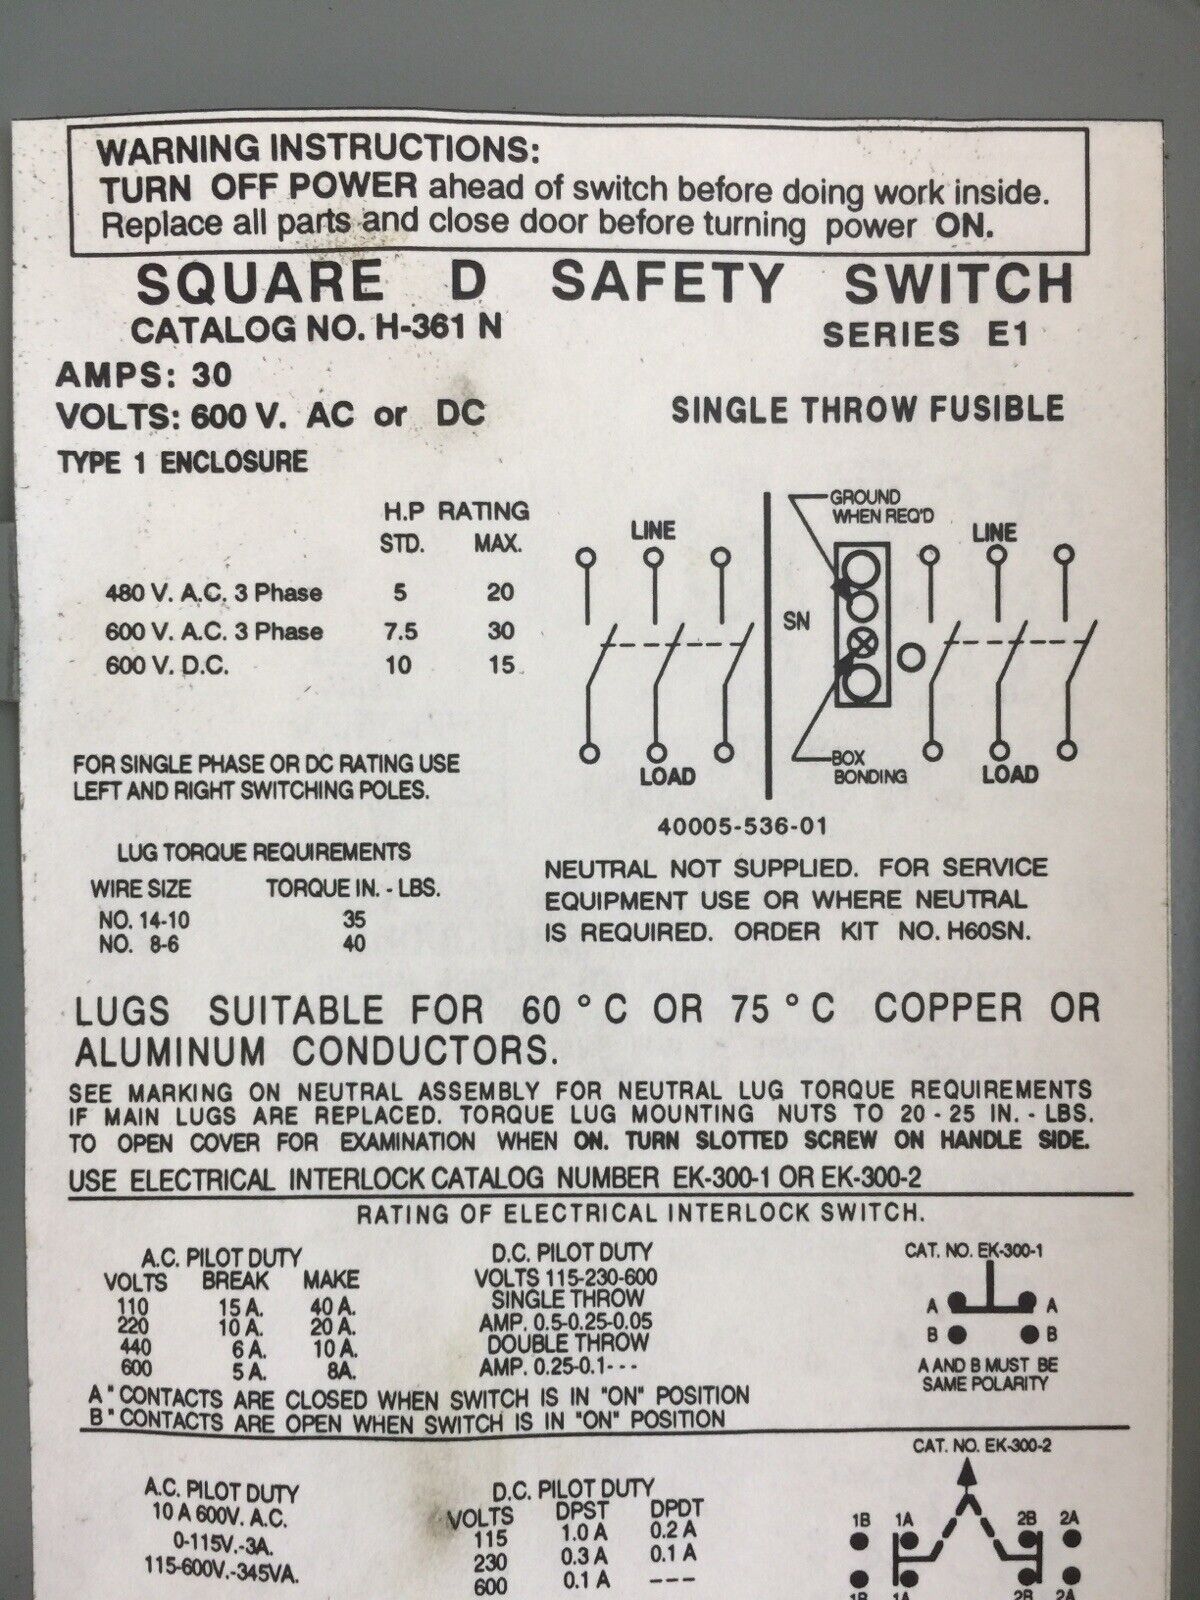 WARNING INSTRUCTIONS:
TURN OFF POWER ahead of switch before doing work inside.
Replace all parts and close door before turning power ON.
SQUARE D SAFETY SWITCH
CATALOG NO. H-361 N
SERIES E1
AMPS: 30
VOLTS: 600 V. AC or DC
SINGLE THROW FUSIBLE
TYPE 1 ENCLOSURE
H.P RATING
STD. MAX.
480 V. A.C. 3 Phase 5 20
600 V. A.C. 3 Phase 7.5 30
600 V. D.C. 10 15
LINE
LOAD
GROUND
WHEN REQ'D
LINE
SN
BOX
BONDING
LOAD
FOR SINGLE PHASE OR DC RATING USE
LEFT AND RIGHT SWITCHING POLES.
40005-536-01
LUG TORQUE REQUIREMENTS
WIRE SIZE TORQUE IN. - LBS.
NO. 14-10 35
NO. 8-6 40
NEUTRAL NOT SUPPLIED. FOR SERVICE
EQUIPMENT USE OR WHERE NEUTRAL
IS REQUIRED. ORDER KIT NO. H60SN.
LUGS SUITABLE FOR 60 ° C OR 75 ° C COPPER OR
ALUMINUM CONDUCTORS.
SEE MARKING ON NEUTRAL ASSEMBLY FOR NEUTRAL LUG TORQUE REQUIREMENTS
IF MAIN LUGS ARE REPLACED. TORQUE LUG MOUNTING NUTS TO 20 - 25 IN. - LBS.
TO OPEN COVER FOR EXAMINATION WHEN ON. TURN SLOTTED SCREW ON HANDLE SIDE.
USE ELECTRICAL INTERLOCK CATALOG NUMBER EK-300-1 OR EK-300-2
RATING OF ELECTRICAL INTERLOCK SWITCH.
A.C. PILOT DUTY
VOLTS BREAK MAKE
110 15 A. 40 A.
220 10 A. 20 A.
440 6 A. 10 A.
600 5 A. 8A.
D.C. PILOT DUTY
VOLTS 115-230-600
SINGLE THROW
AMP. 0.5-0.25-0.05
DOUBLE THROW
AMP. 0.25-0.1---
CAT. NO. EK-300-1
A A
B B
A AND B MUST BE
SAME POLARITY
A" CONTACTS ARE CLOSED WHEN SWITCH IS IN "ON" POSITION
B" CONTACTS ARE OPEN WHEN SWITCH IS IN "ON" POSITION
A.C. PILOT DUTY
10 A 600V. A.C.
0-115V.-3A.
115-600V.-345VA.
D.C. PILOT DUTY
VOLTS DPST DPDT
115 1.0 A 0.2 A
230 0.3 A 0.1 A
600 0.1 A ---
CAT. NO. EK-300-2
1B 1A 2B 2A
1B 1A 2B 2A